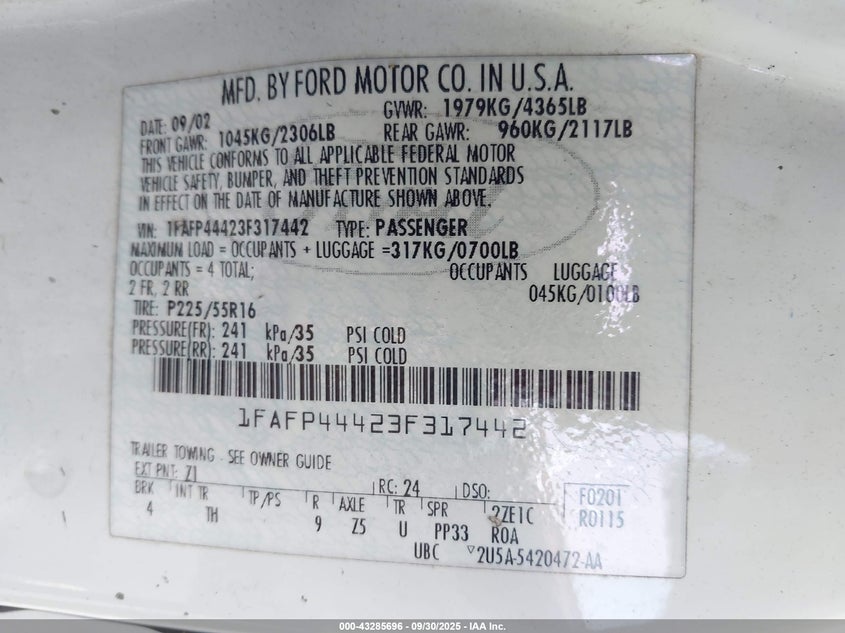 MFD. BY FORD MOTOR CO. IN U.S.A.
DATE: 09/02 GVWR: 1979KG/4365LB
FRONT GAWR: 1045KG/2306LB REAR GAWR: 960KG/2117LB
THIS VEHICLE CONFORMS TO ALL APPLICABLE FEDERAL MOTOR
VEHICLE SAFETY, BUMPER, AND THEFT PREVENTION STANDARDS
IN EFFECT ON THE DATE OF MANUFACTURE SHOWN ABOVE.
VIN: 1FAFP44423F317442 TYPE: PASSENGER
MAXIMUM LOAD = OCCUPANTS + LUGGAGE =317KG/0700LB
OCCUPANTS = 4 TOTAL; OCCUPANTS LUGGAGE
2 FR, 2 RR 045KG/0100LB
TIRE: P225/55R16
PRESSURE(FR): 241 kPa/35 PSI COLD
PRESSURE(RR): 241 kPa/35 PSI COLD
1FAFP44423F317442
TRAILER TOWING - SEE OWNER GUIDE
EXT PNT: Z1 RC: 24 DSO: F0201
BRK INT TR TP/PS R AXLE TR SPR 2ZE1C R0115
4 TH 9 Z5 U PP33 ROA
UBC 2U5A-5420472-AA
000-43285696 - 09/30/2025 - IAA Inc.